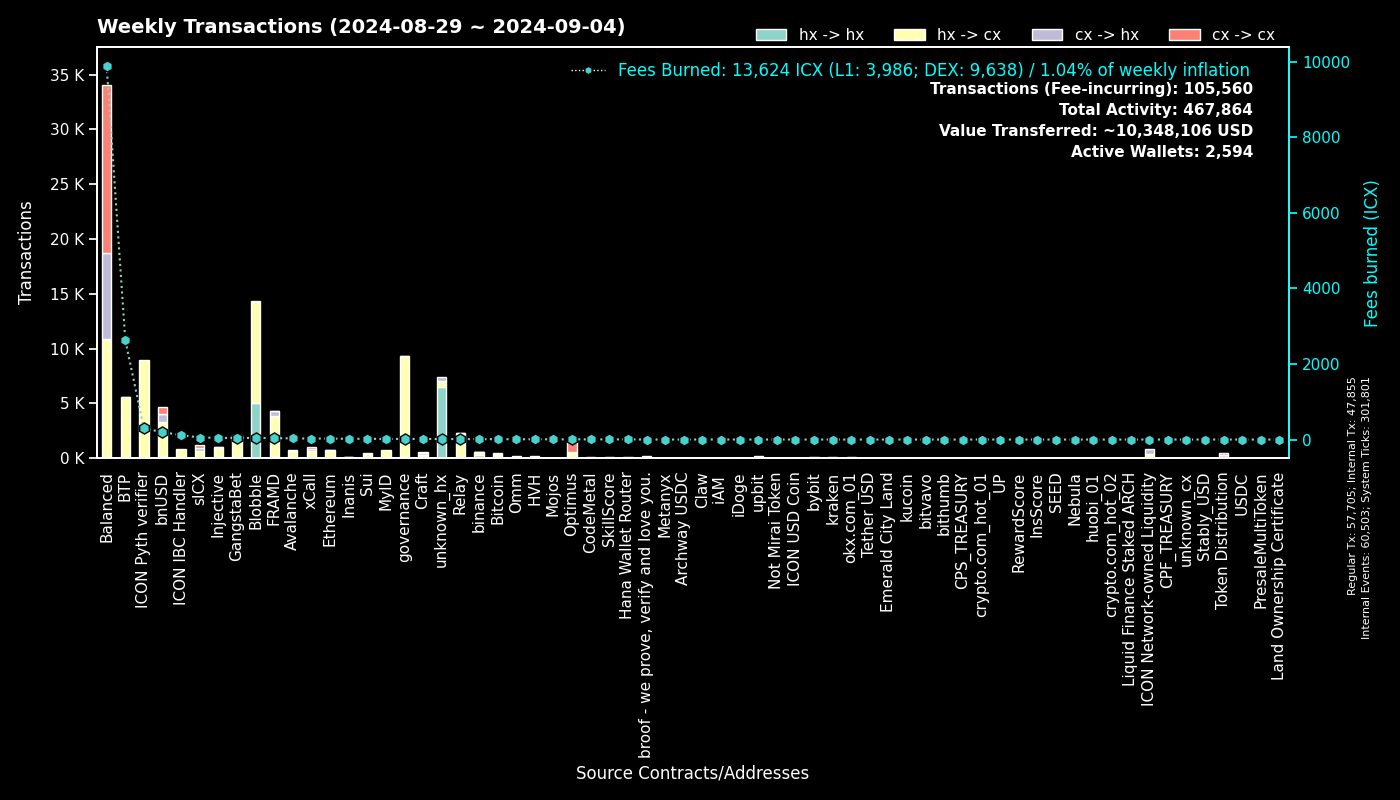 Weekly Transactions (2024-08-29 ~ 2024-09-04)
hx -> hx
hx -> cx
cx -> hx
cx -> cx
Fees Burned: 13,624 ICX (L1: 3,986; DEX: 9,638) / 1.04% of weekly inflation
Transactions (Fee-incurring): 105,560
Total Activity: 467,864
Value Transferred: ~10,348,106 USD
Active Wallets: 2,594
Transactions
35 K
30 K
25 K
20 K
15 K
10 K
5 K
0 K
10000
8000
6000
4000
2000
0
Fees burned (ICX)
Regular Tx: 57,705; Internal Tx: 47,855
Internal Events: 60,503; System Ticks: 301,801
Balanced
BTP
ICON Pyth verifier
bnUSD
ICON IBC Handler
sICX
Injective
GangstaBet
Blobble
FRAMD
Avalanche
xCall
Ethereum
Inanis
Sui
MyID
governance
Craft
unknown_hx
Relay
binance
Bitcoin
Omm
HVH
Mojos
Optimus
CodeMetal
SkillScore
Hana Wallet Router
broof - we prove, verify and love you.
Metanyx
Archway USDC
Claw
iAM
iDoge
upbit
Not Mirai Token
ICON USD Coin
bybit
kraken
okx.com_01
Tether USD
Emerald City Land
kucoin
bitvavo
bithumb
CPS_TREASURY
crypto.com_hot_01
UP
RewardScore
InsScore
SEED
Nebula
huobi_01
crypto.com_hot_02
Liquid Finance Staked ARCH
ICON Network-owned Liquidity
CPF_TREASURY
unknown_cx
Stably_USD
Token Distribution
USDC
PresaleMultiToken
Land Ownership Certificate
Source Contracts/Addresses